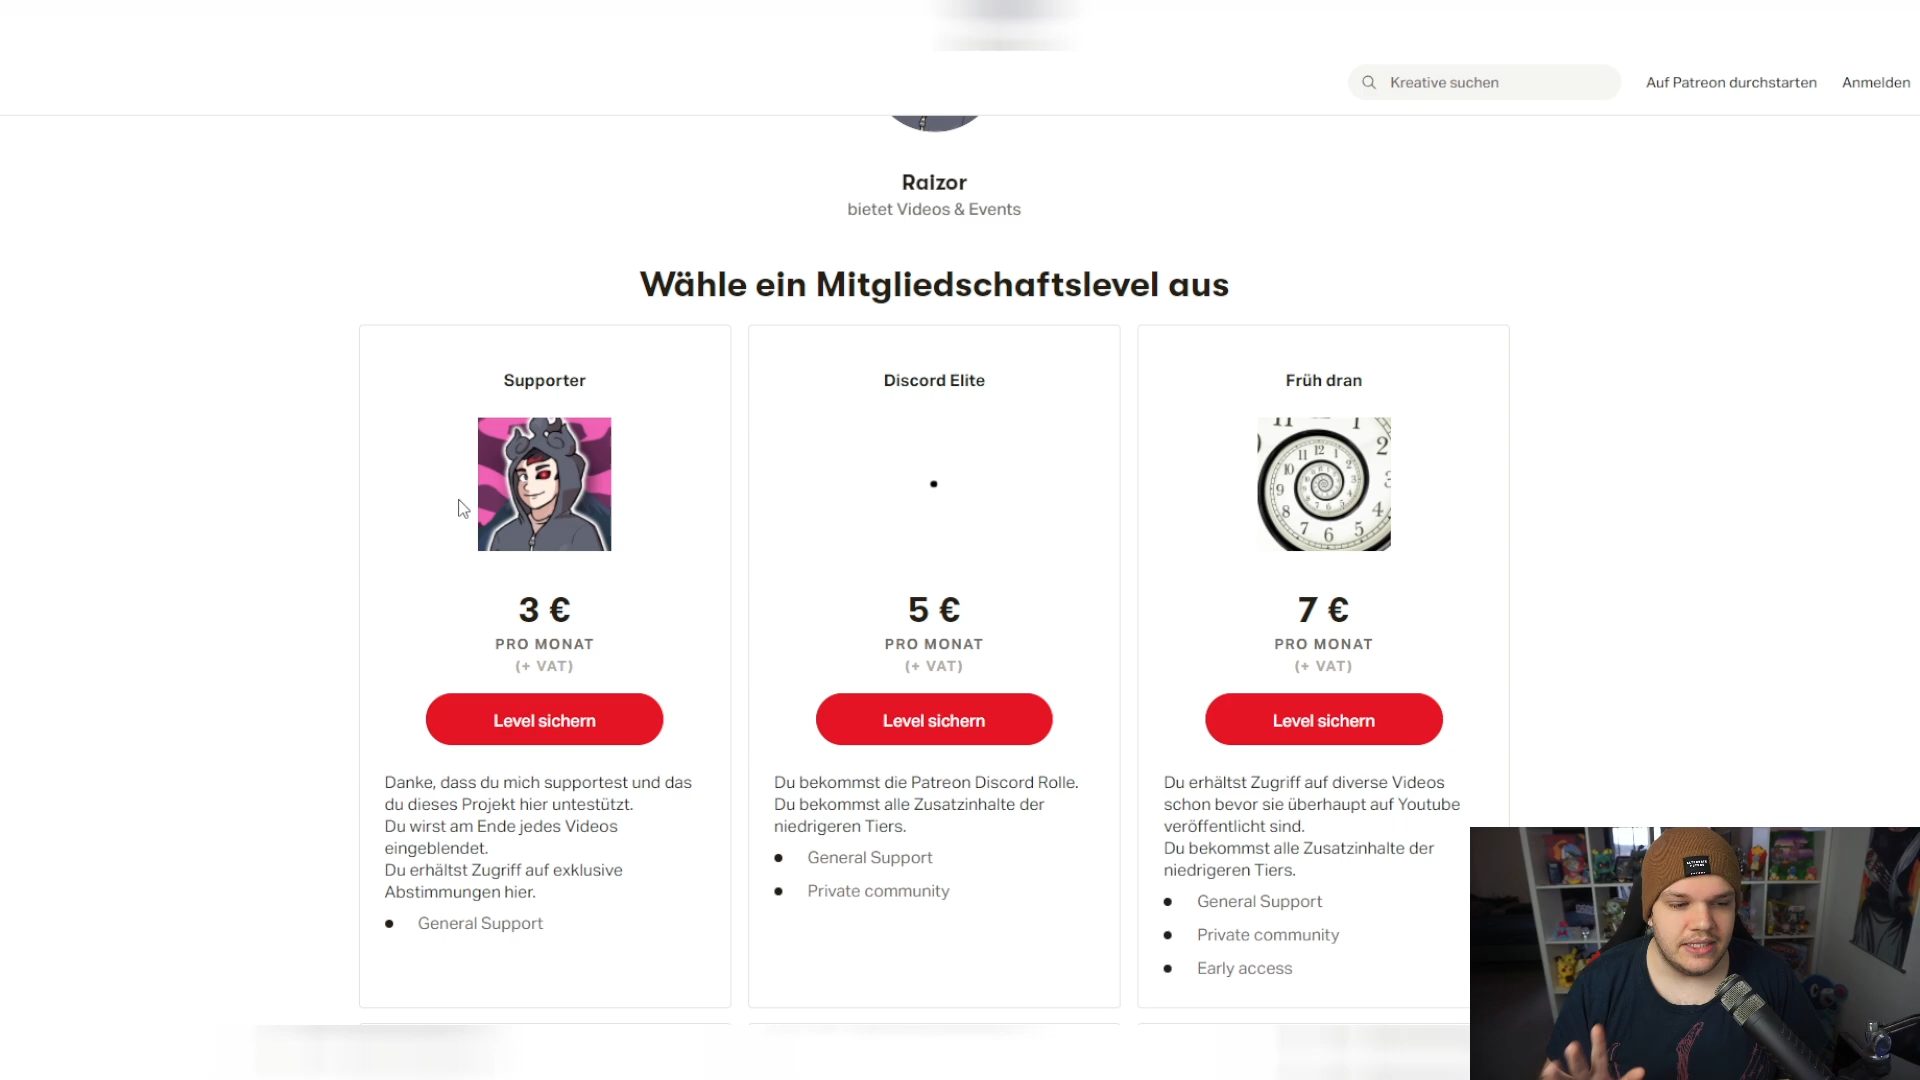 Kreative suchen
Auf Patreon durchstarten
Anmelden
Raizor
bietet Videos & Events
Wähle ein Mitgliedschaftslevel aus
Supporter
3 €
PRO MONAT
(+ VAT)
Level sichern
Danke, dass du mich supportest und das
du dieses Projekt hier untestützt.
Du wirst am Ende jedes Videos
eingeblendet.
Du erhältst Zugriff auf exklusive
Abstimmungen hier.
General Support
Discord Elite
5 €
PRO MONAT
(+ VAT)
Level sichern
Du bekommst die Patreon Discord Rolle.
Du bekommst alle Zusatzinhalte der
niedrigeren Tiers.
General Support
Private community
Früh dran
7 €
PRO MONAT
(+ VAT)
Level sichern
Du erhältst Zugriff auf diverse Videos
schon bevor sie überhaupt auf Youtube
veröffentlicht sind.
Du bekommst alle Zusatzinhalte der
niedrigeren Tiers.
General Support
Private community
Early access